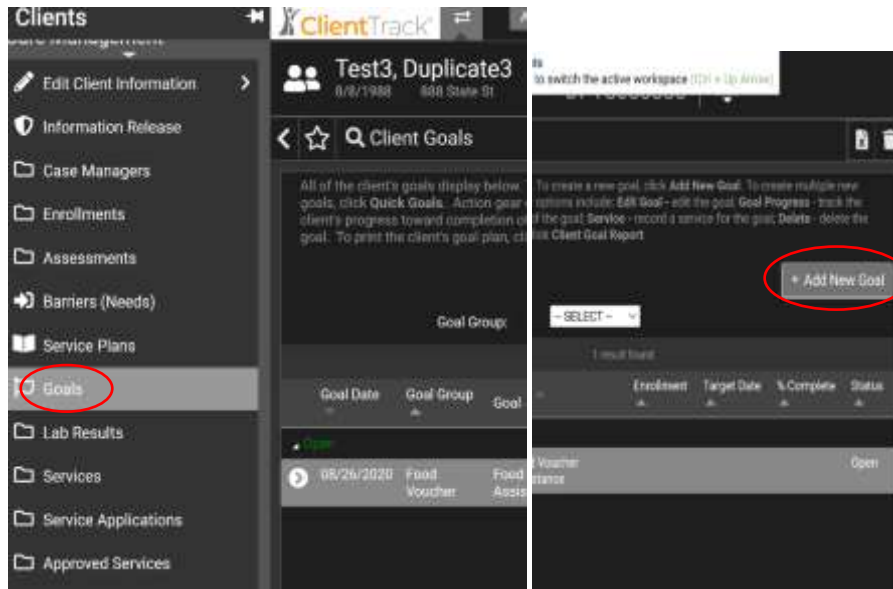 Clients
Care Management
Edit Client Information
Information Release
Case Managers
Enrollments
Assessments
Barriers (Needs)
Service Plans
Goals
Lab Results
Services
Service Applications
Approved Services
ClientTrack
Test3, Duplicate3
8/8/1988 888 State St
Client Goals
All of the client's goals display below.
goals, click Quick Goals. Action gear
client's progress toward completion of
goal. To print the client's goal plan,
Goal Group:
Goal Date Goal Group Goal
Open
08/26/2020 Food Voucher Food
to switch the active workspace (Ctrl + Up Arrow)
To create a new goal, click Add New Goal. To create multiple new
options include: Edit Goal - edit the goal, Goal Progress - track the
of the goal, Service - record a service for the goal, Delete - delete the
Client Goal Report
+ Add New Goal
-- SELECT --
1 result found
Enrollment Target Date % Complete Status
Voucher Open